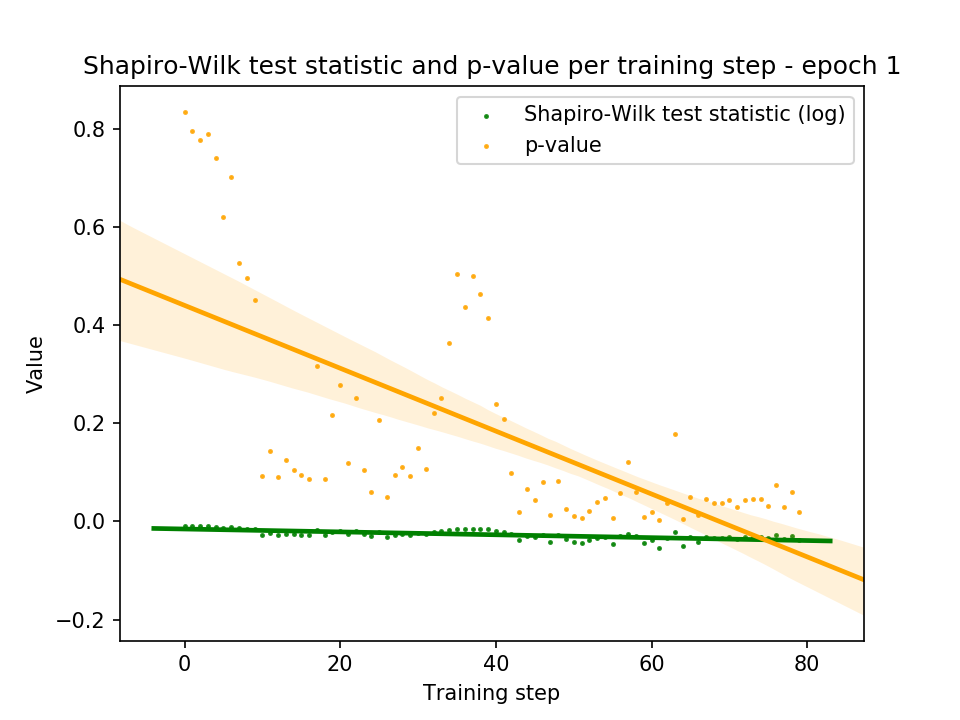 Shapiro-Wilk test statistic and p-value per training step - epoch 1
Shapiro-Wilk test statistic (log)
p-value
Value
0.8
0.6
0.4
0.2
0.0
−0.2
0
20
40
60
80
Training step